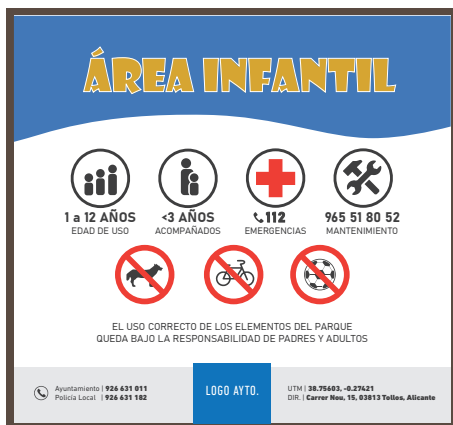 ÁREA INFANTIL
1 a 12 AÑOS
EDAD DE USO
<3 AÑOS
ACOMPAÑADOS
112
EMERGENCIAS
965 51 80 52
MANTENIMIENTO
EL USO CORRECTO DE LOS ELEMENTOS DEL PARQUE
QUEDA BAJO LA RESPONSABILIDAD DE PADRES Y ADULTOS
Ayuntamiento | 926 631 011
Policía Local | 926 631 182
LOGO AYTO.
UTM | 38.75603, -0.27421
DIR. | Carrer Nou, 15, 03813 Tollos, Alicante